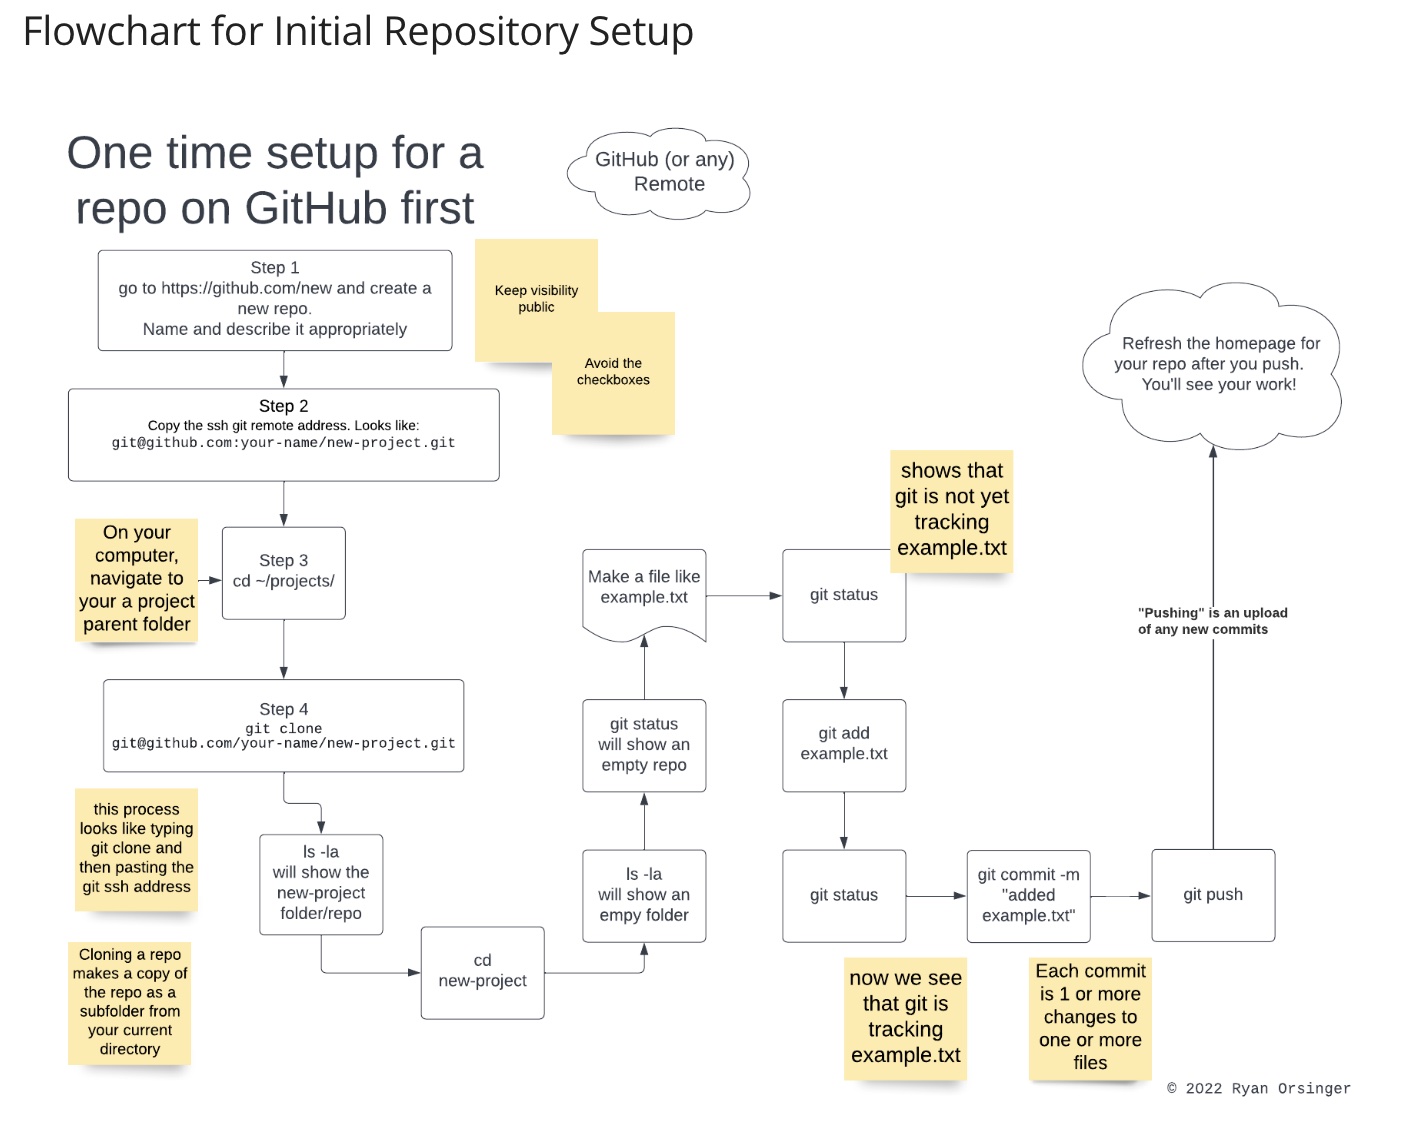 Flowchart for Initial Repository Setup
One time setup for a
repo on GitHub first
GitHub (or any)
Remote
Step 1
go to https://github.com/new and create a
new repo.
Name and describe it appropriately
Keep visibility
public
Avoid the
checkboxes
Step 2
Copy the ssh git remote address. Looks like:
git@github.com:your-name/new-project.git
On your
computer,
navigate to
your a project
parent folder
Step 3
cd ~/projects/
Step 4
git clone
git@github.com/your-name/new-project.git
this process
looks like typing
git clone and
then pasting the
git ssh address
Cloning a repo
makes a copy of
the repo as a
subfolder from
your current
directory
ls -la
will show the
new-project
folder/repo
cd
new-project
ls -la
will show an
empy folder
git status
will show an
empty repo
Make a file like
example.txt
git status
shows that
git is not yet
tracking
example.txt
git add
example.txt
git status
now we see
that git is
tracking
example.txt
git commit -m
"added
example.txt"
Each commit
is 1 or more
changes to
one or more
files
git push
"Pushing" is an upload
of any new commits
Refresh the homepage for
your repo after you push.
You'll see your work!
© 2022 Ryan Orsinger